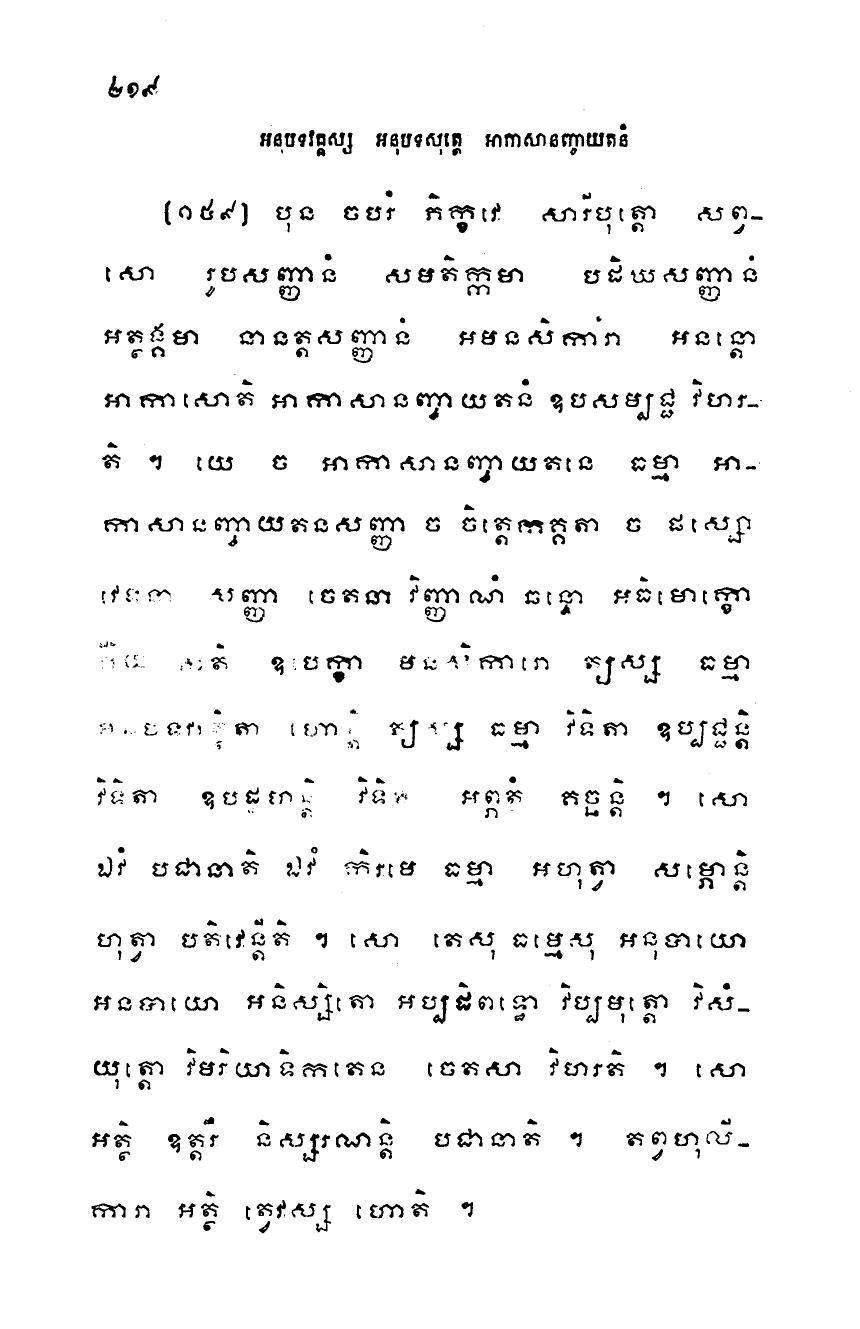 ២១៩
អនុបទវគ្គស្ស អនុបទសុត្តេ អាកាសានញ្ចាយតនំ
(១៥៩) បុន ចបរំ ភិក្ខវេ សារីបុត្តោ សព្វ-
សោ រូបសញ្ញានំ សមតិក្កមា បដិឃសញ្ញានំ
អត្ថង្គមា នានត្តសញ្ញានំ អមនសិការា អនន្តោ
អាកាសោតិ អាកាសានញ្ចាយតនំ ឧបសម្បជ្ជ វិហរ-
តិ ។ យេ ច អាកាសានញ្ចាយតនេ ធម្មា អា-
កាសានញ្ចាយតនសញ្ញា ច ចិត្តេកគ្គតា ច ផស្សោ
វេទនា សញ្ញា ចេតនា វិញ្ញាណំ ឆន្ទោ អធិមោក្ខោ
វីរិយំ សតិ ឧបេក្ខា មនសិការោ ត្យស្ស ធម្មា
អនុបទវវត្ថិតា ហោន្តិ ត្យស្ស ធម្មា វិទិតា ឧប្បជ្ជន្តិ
វិទិតា ឧបដ្ឋហន្តិ វិទិតា អព្ភត្ថំ គច្ឆន្តិ ។ សោ
ឯវំ បជានាតិ ឯវំ កិរមេ ធម្មា អហុត្វា សម្ភោន្តិ
ហុត្វា បតិវេន្តីតិ ។ សោ តេសុ ធម្មេសុ អនុបាយោ
អនបាយោ អនិស្សិតោ អប្បដិពទ្ធោ វិប្បមុត្តោ វិសំ-
យុត្តោ វិមរិយាទិកតេន ចេតសា វិហរតិ ។ សោ
អត្ថិ ឧត្តរឹ និស្សរណន្តិ បជានាតិ ។ តព្វហុលី-
ការា អត្ថិ ត្វេវស្ស ហោតិ ។